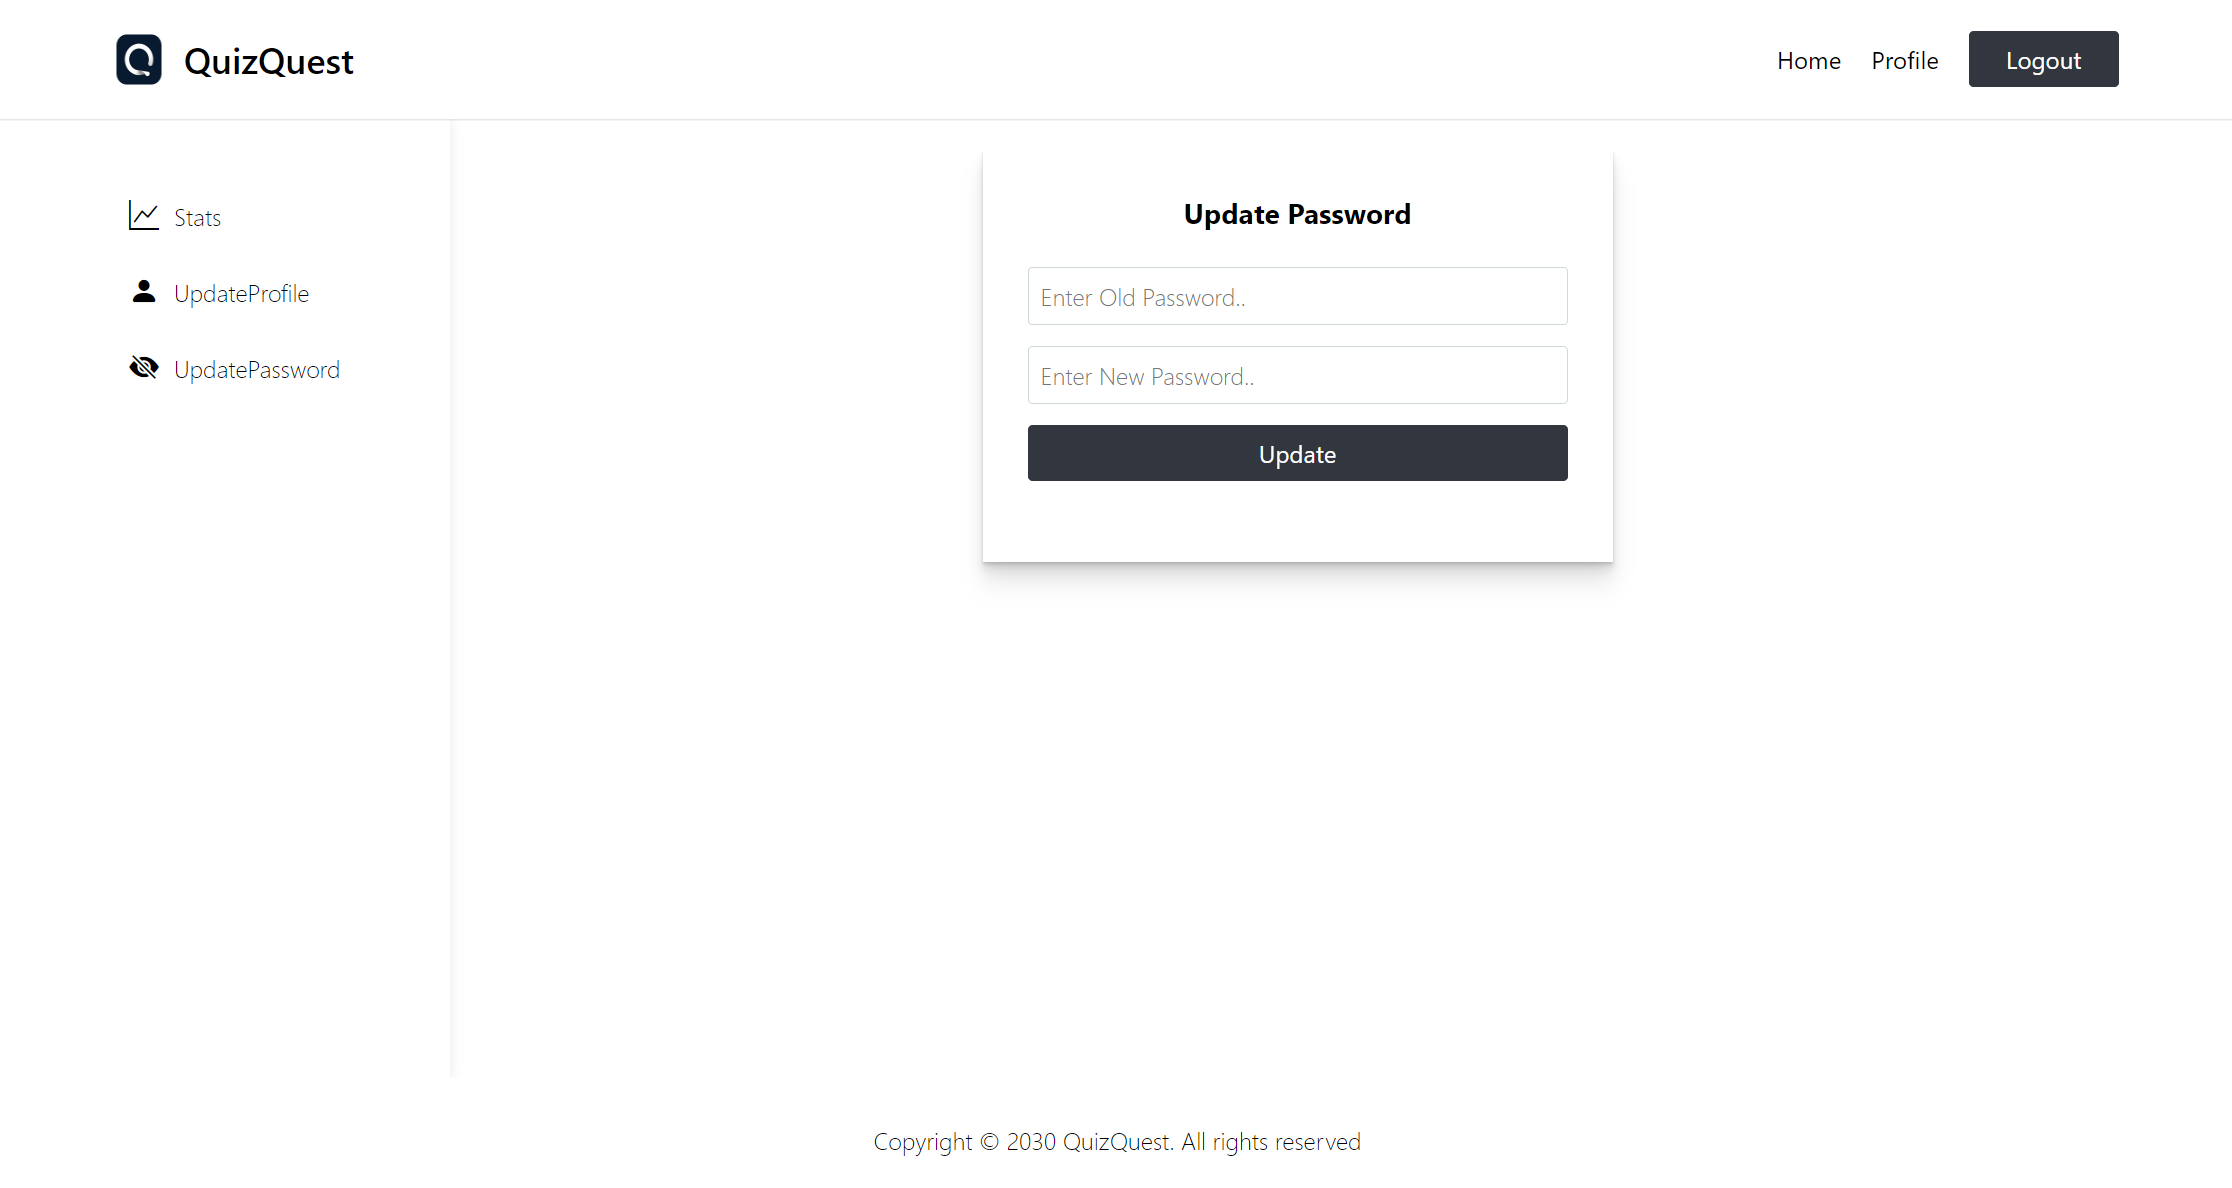 QuizQuest
Home Profile Logout
Stats
UpdateProfile
UpdatePassword
Update Password
Enter Old Password..
Enter New Password..
Update
Copyright © 2030 QuizQuest. All rights reserved